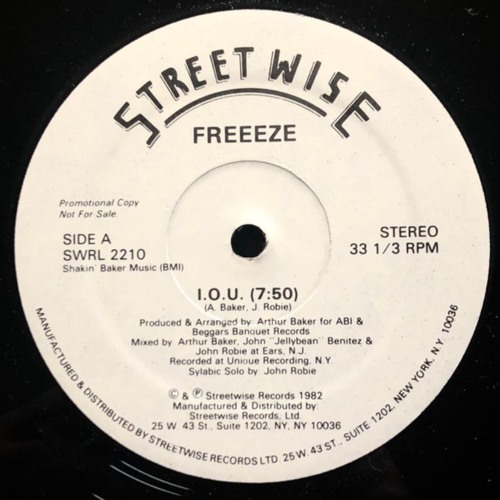 STREETWISE
FREEEZE
Promotional Copy
Not For Sale
SIDE A
SWRL 2210
Shakin' Baker Music (BMI)
STEREO
33 1/3 RPM
I.O.U. (7:50)
(A. Baker, J. Robie)
Produced & Arranged by Arthur Baker for ABI &
Beggars Banquet Records
Mixed by Arthur Baker, John "Jellybean" Benitez &
John Robie at Ears, N.J.
Recorded at Unique Recording, N.Y.
Sylabic Solo by John Robie
© & ℗ Streetwise Records 1982
Manufactured & Distributed by:
Streetwise Records, Ltd.
25 W. 43 St., Suite 1202, NY, NY 10036
MANUFACTURED & DISTRIBUTED BY STREETWISE RECORDS LTD. 25 W. 43 ST., SUITE 1202, NEW YORK, N.Y. 10036